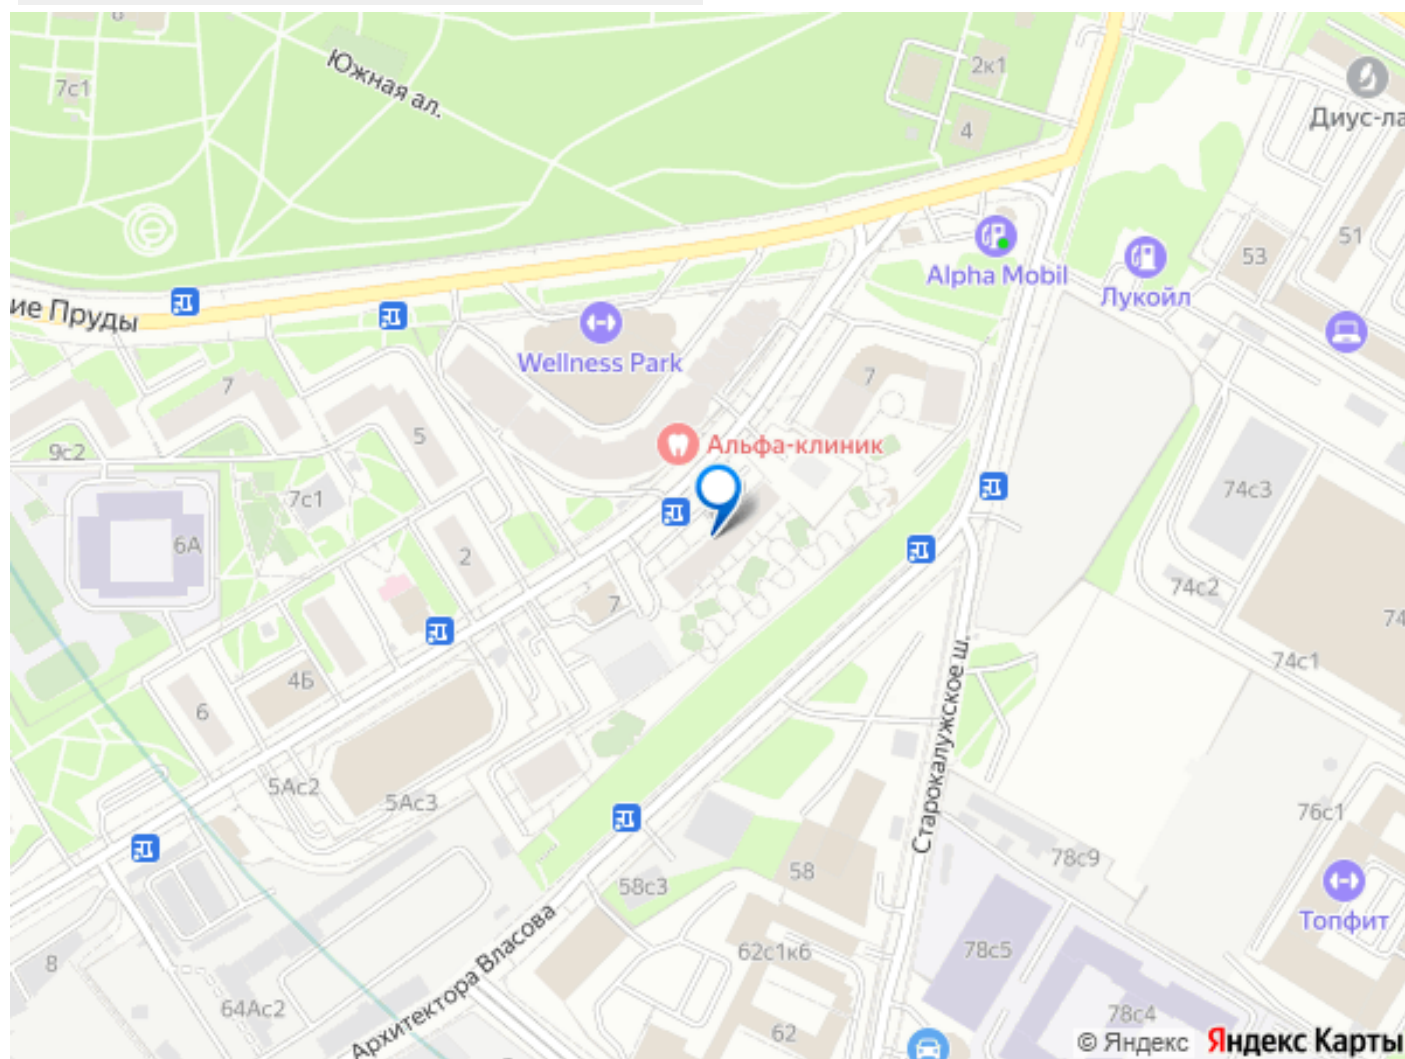 8
7с1
Южная ал.
2к1
4
Диус-ла
51
53
Alpha Mobil
Лукойл
ие Пруды
Wellness Park
7
7
5
9с2
Альфа-клиник
7с1
74с3
6А
2
7
74с2
74
74с1
4Б
6
Старокалужское ш.
5Ас2
5Ас3
76с1
78с9
58
58с3
Топфит
Архитектора Власова
62с1к6
78с5
8
64Ас2
62
78с4
© Яндекс Яндекс Карты